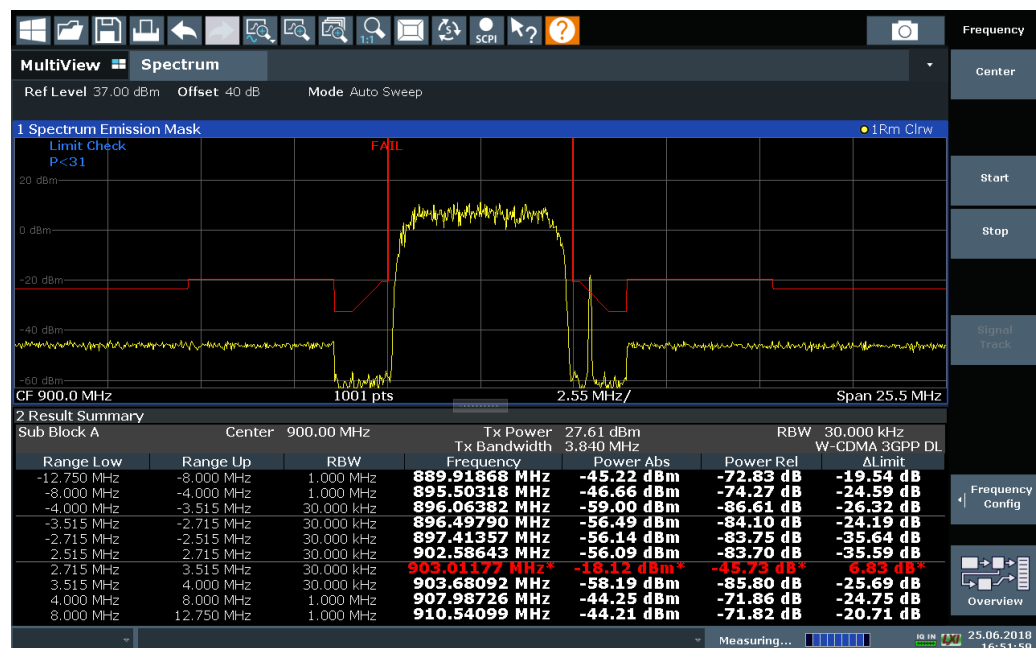 1:1
SCPI
?
?
Frequency
MultiView Spectrum
Center
Ref Level 37.00 dBm Offset 40 dB Mode Auto Sweep
1 Spectrum Emission Mask 1Rm Clrw
Limit Check FAIL
P<31
20 dBm
Start
Stop
0 dBm
-20 dBm
-40 dBm
Signal
Track
-60 dBm
CF 900.0 MHz 1001 pts 2.55 MHz/ Span 25.5 MHz
2 Result Summary
Sub Block A Center 900.00 MHz Tx Power 27.61 dBm RBW 30.000 kHz
Tx Bandwidth 3.840 MHz W-CDMA 3GPP DL
Range Low Range Up RBW Frequency Power Abs Power Rel ΔLimit
-12.750 MHz -8.000 MHz 1.000 MHz 889.91868 MHz -45.22 dBm -72.83 dB -19.54 dB
-8.000 MHz -4.000 MHz 1.000 MHz 895.50318 MHz -46.66 dBm -74.27 dB -24.59 dB
-4.000 MHz -3.515 MHz 30.000 kHz 896.06382 MHz -59.00 dBm -86.61 dB -26.32 dB
-3.515 MHz -2.715 MHz 30.000 kHz 896.49790 MHz -56.49 dBm -84.10 dB -24.19 dB
-2.715 MHz -2.515 MHz 30.000 kHz 897.41357 MHz -56.14 dBm -83.75 dB -35.64 dB
2.515 MHz 2.715 MHz 30.000 kHz 902.58643 MHz -56.09 dBm -83.70 dB -35.59 dB
2.715 MHz 3.515 MHz 30.000 kHz 903.01177 MHz* -18.12 dBm* -45.73 dB* 6.83 dB*
3.515 MHz 4.000 MHz 30.000 kHz 903.68092 MHz -58.19 dBm -85.80 dB -25.69 dB
4.000 MHz 8.000 MHz 1.000 MHz 907.98726 MHz -44.25 dBm -71.86 dB -24.75 dB
8.000 MHz 12.750 MHz 1.000 MHz 910.54099 MHz -44.21 dBm -71.82 dB -20.71 dB
Frequency
Config
Overview
Measuring... IQ IN LXI 25.06.2018
16:51:50